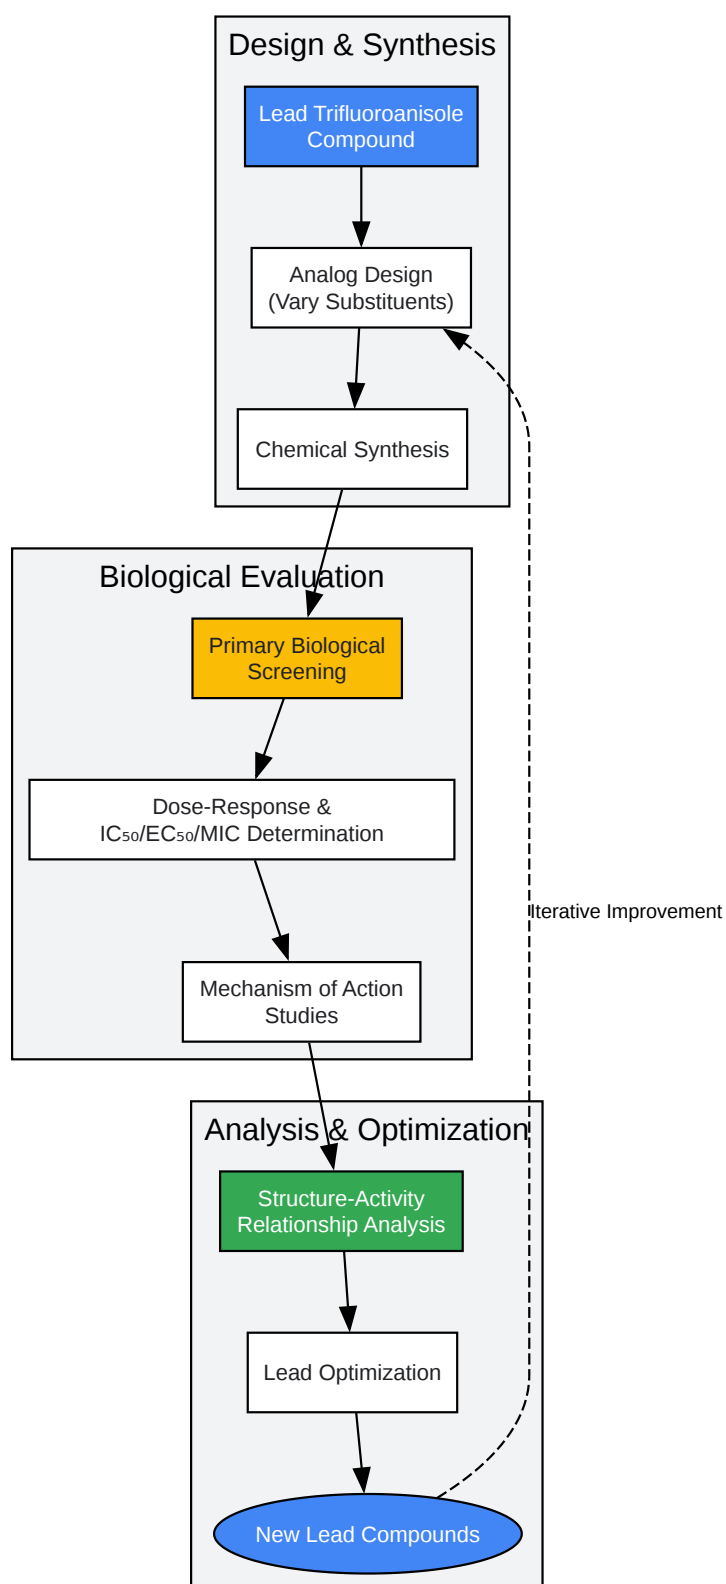 Design & Synthesis
Lead Trifluoroanisole
Compound
Analog Design
(Vary Substituents)
Chemical Synthesis
Biological Evaluation
Primary Biological
Screening
Dose-Response &
IC₅₀/EC₅₀/MIC Determination
Iterative Improvement
Mechanism of Action
Studies
Analysis & Optimization
Structure-Activity
Relationship Analysis
Lead Optimization
New Lead Compounds